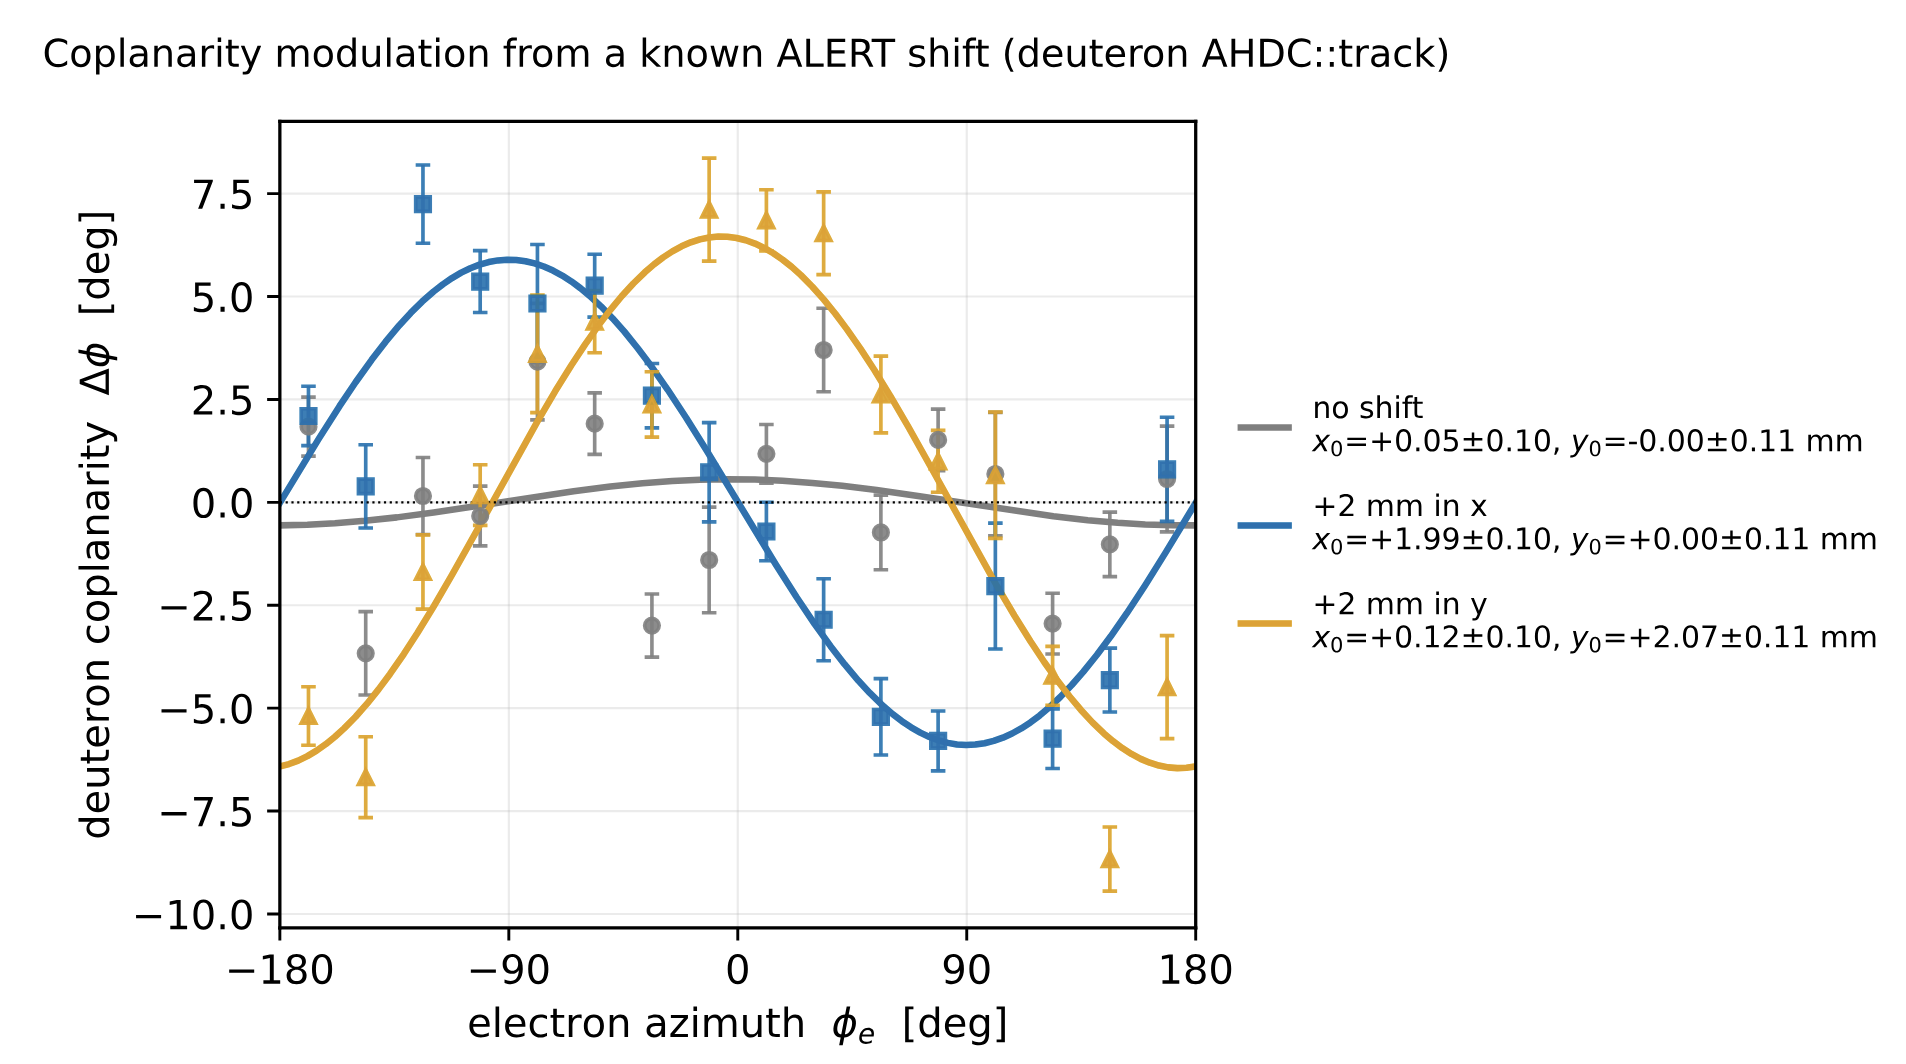 Coplanarity modulation from a known ALERT shift (deuteron AHDC::track)
deuteron coplanarity Δϕ [deg]
7.5
5.0
2.5
0.0
−2.5
−5.0
−7.5
−10.0
−180
−90
0
90
180
electron azimuth ϕₑ [deg]
no shift
x₀=+0.05±0.10, y₀=-0.00±0.11 mm
+2 mm in x
x₀=+1.99±0.10, y₀=+0.00±0.11 mm
+2 mm in y
x₀=+0.12±0.10, y₀=+2.07±0.11 mm